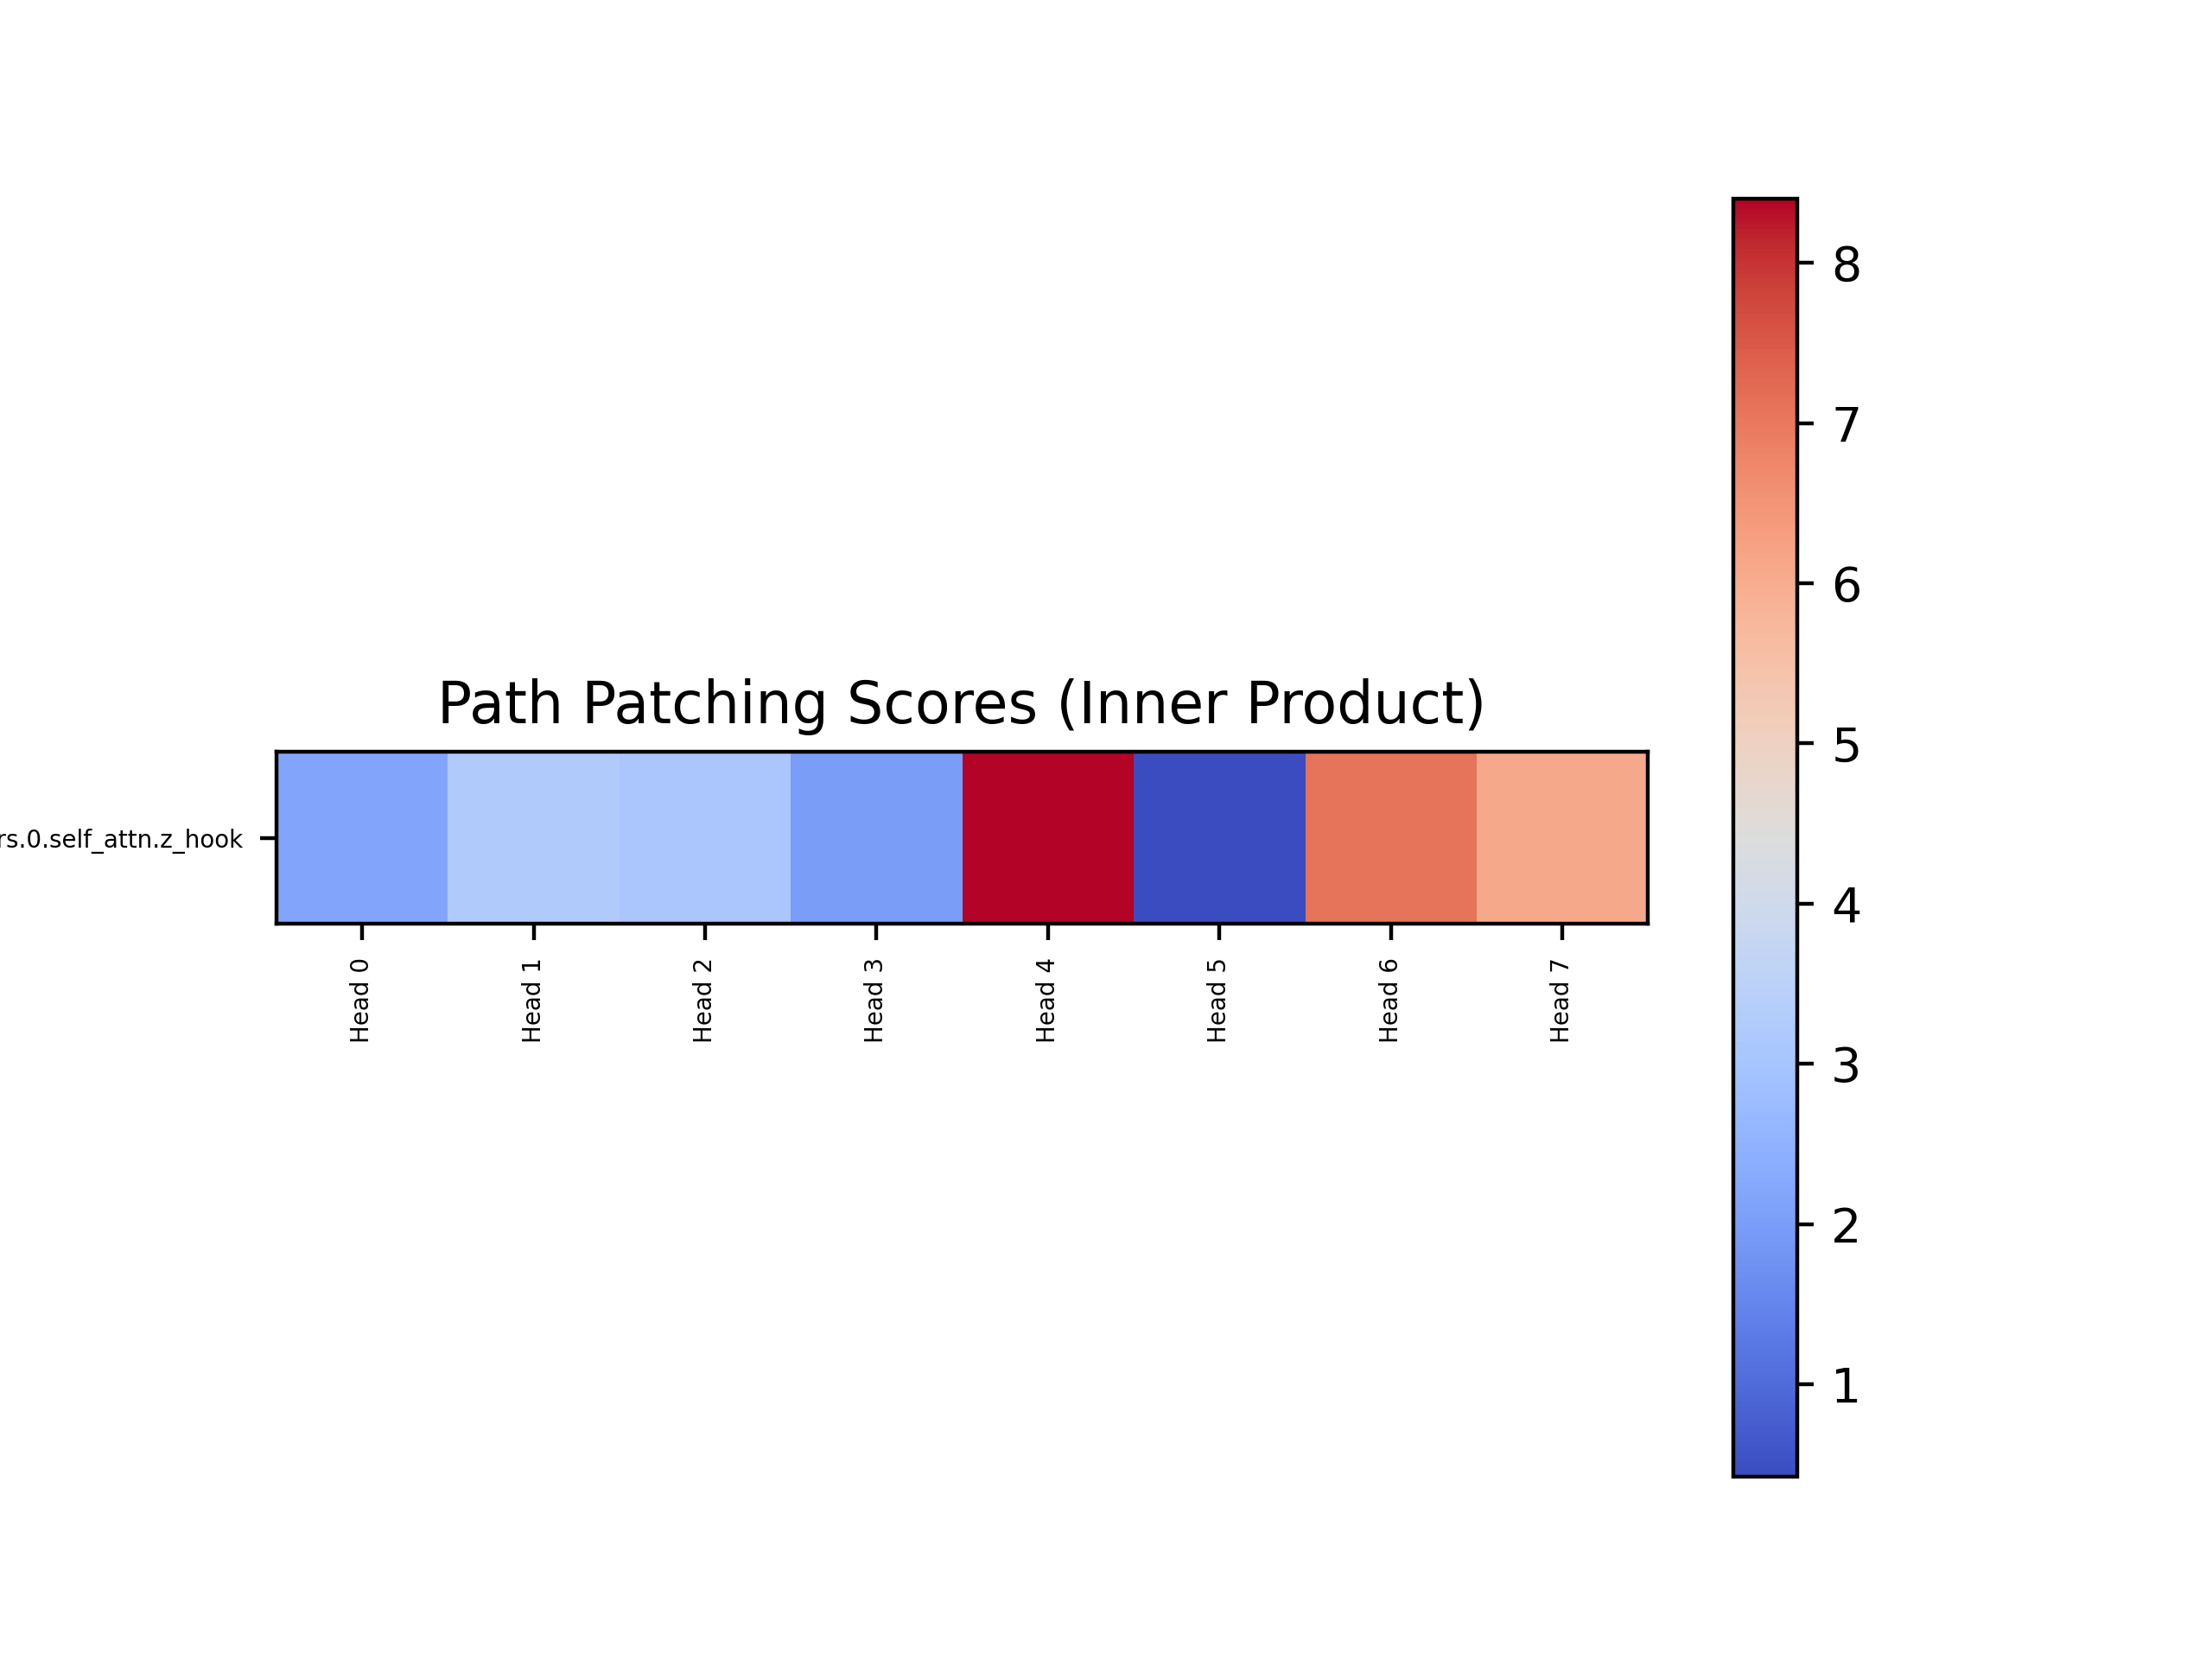 Path Patching Scores (Inner Product)
rs.0.self_attn.z_hook
Head 0
Head 1
Head 2
Head 3
Head 4
Head 5
Head 6
Head 7
8
7
6
5
4
3
2
1